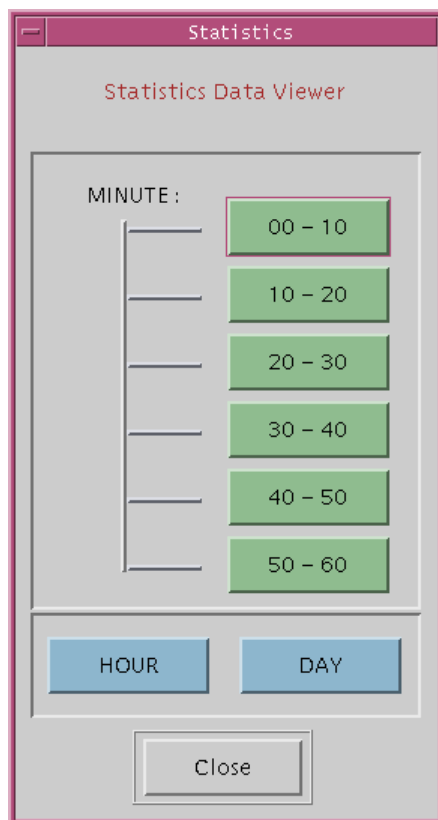 Statistics
Statistics Data Viewer
MINUTE :
00 – 10
10 – 20
20 – 30
30 – 40
40 – 50
50 – 60
HOUR DAY
Close